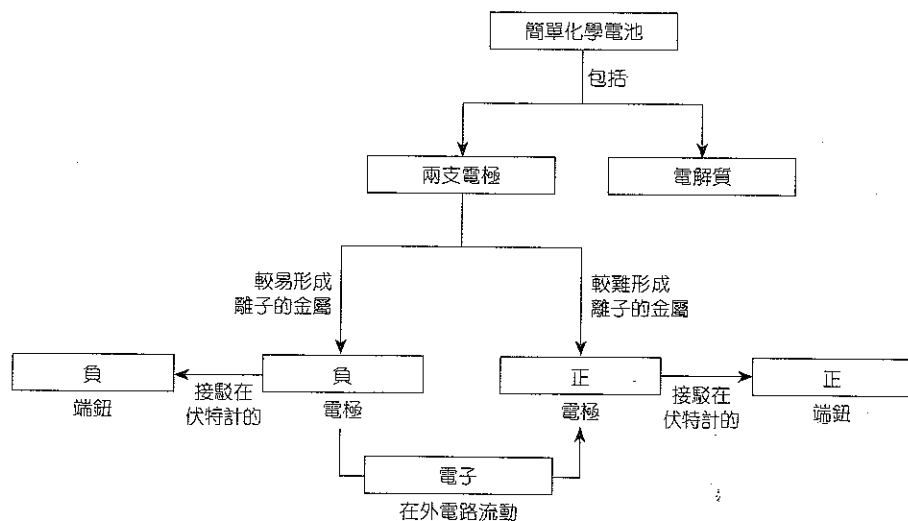 簡單化學電池
包括
兩支電極
電解質
較易形成
離子的金屬
較難形成
離子的金屬
負
端鈕
接駁在
伏特計的
負
電極
正
電極
接駁在
伏特計的
正
端鈕
電子
在外電路流動